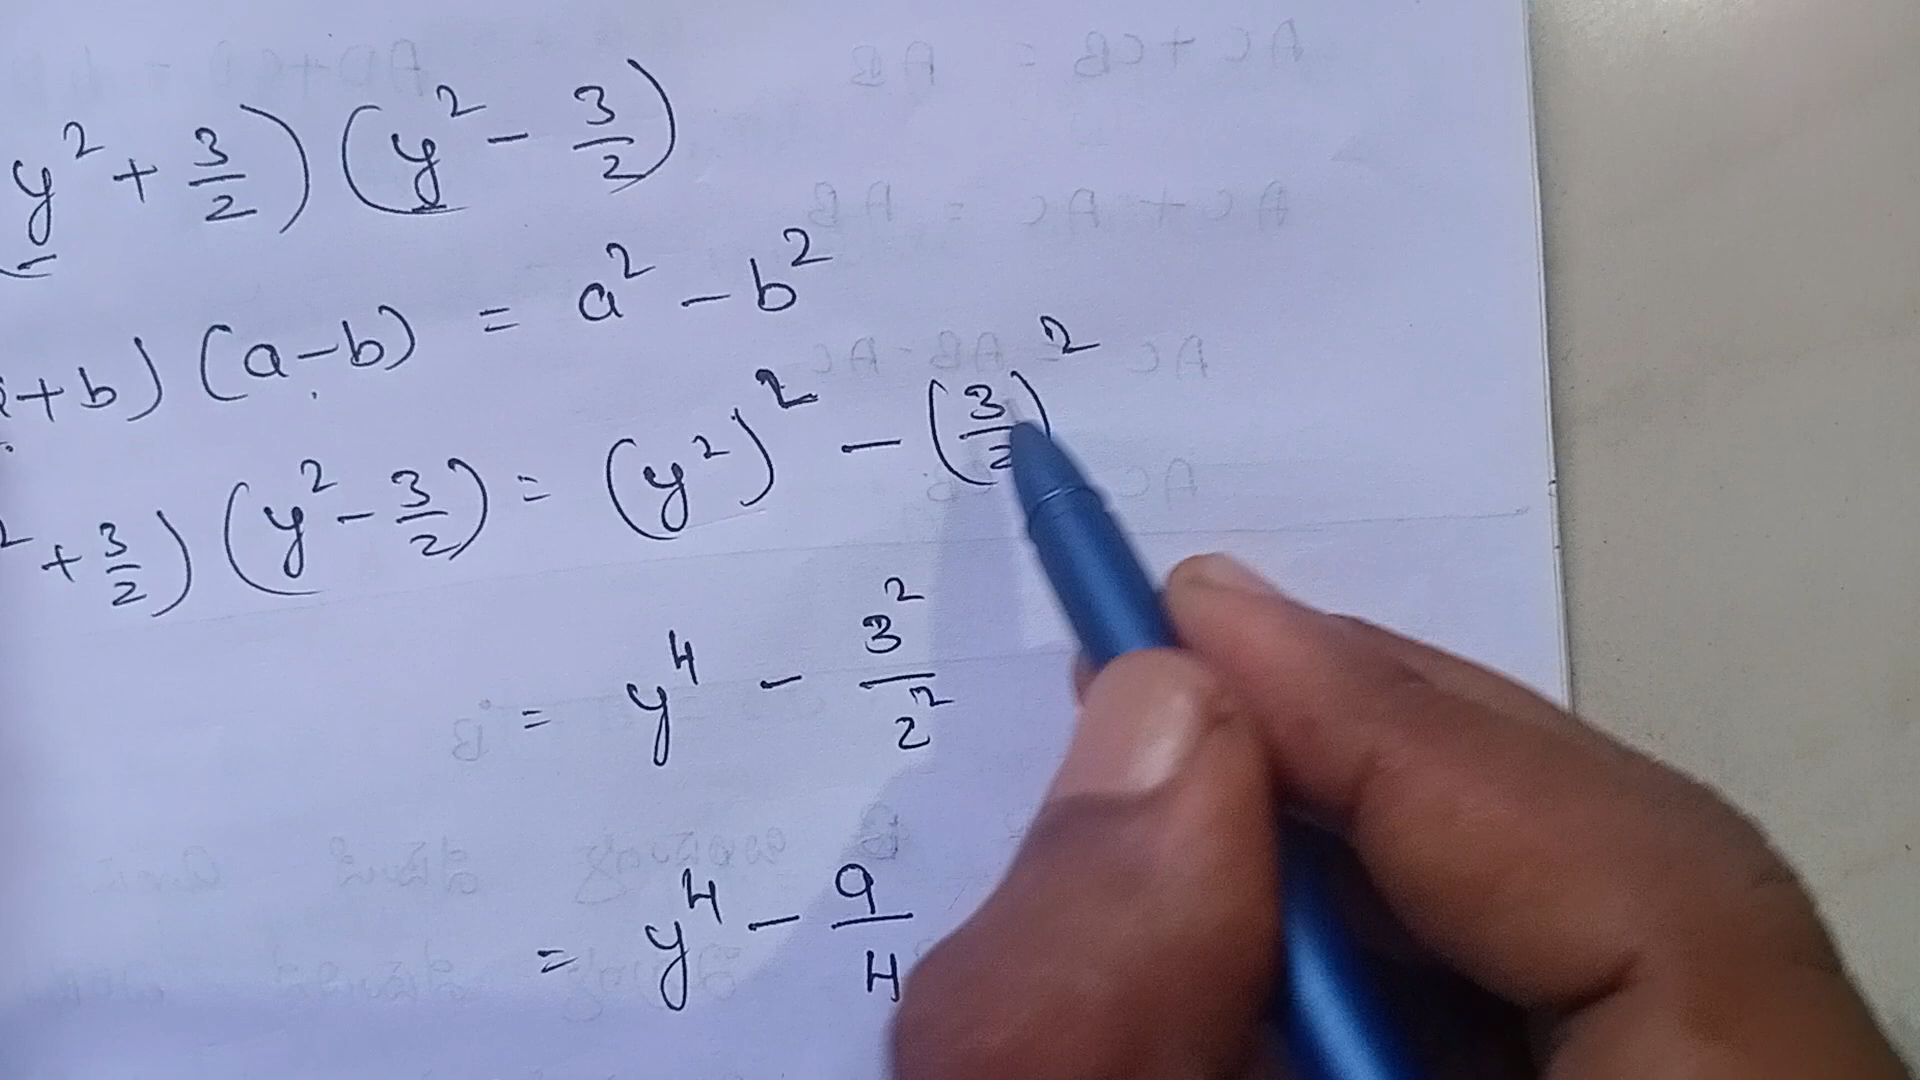 y² + 3/2) (y² - 3/2)
+b) (a-b) = a² - b²
² + 3/2) (y² - 3/2) = (y²)² - (3/2)²
= y⁴ - 3²/2²
= y⁴ - 9/4